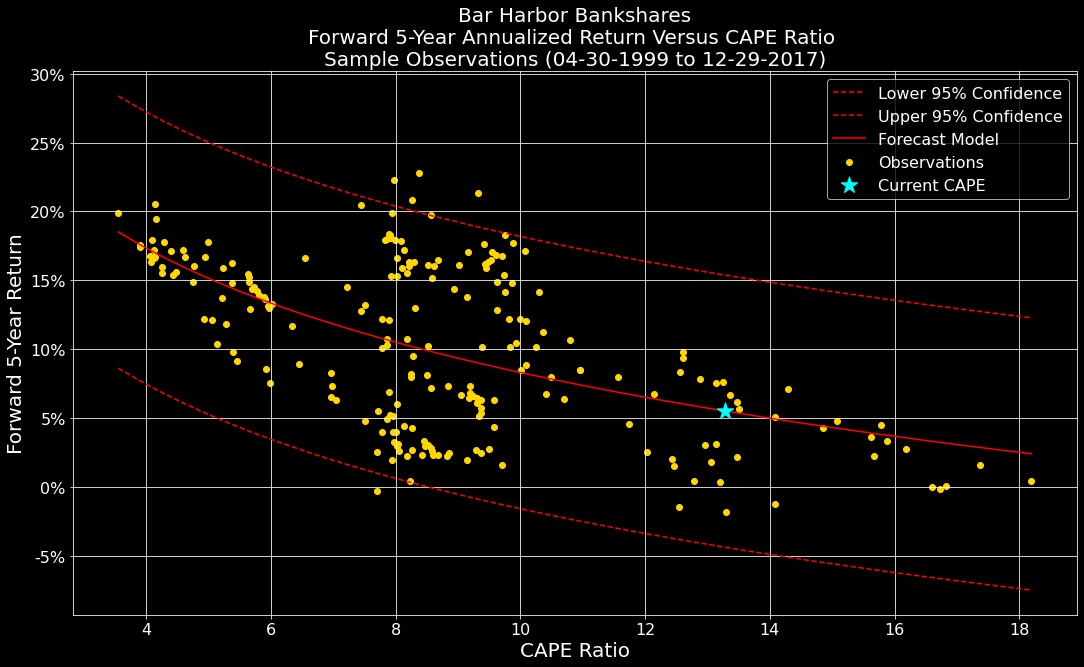 Bar Harbor Bankshares
Forward 5-Year Annualized Return Versus CAPE Ratio
Sample Observations (04-30-1999 to 12-29-2017)
Lower 95% Confidence
Upper 95% Confidence
Forecast Model
Observations
Current CAPE
Forward 5-Year Return
30%
25%
20%
15%
10%
5%
0%
-5%
4 6 8 10 12 14 16 18
CAPE Ratio